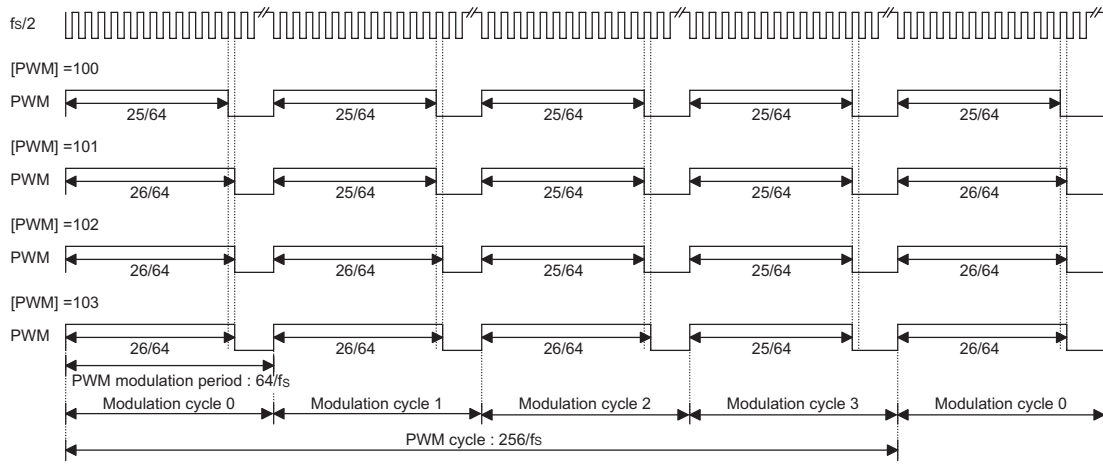 fS/2
[PWM] =100
PWM
25/64 25/64 25/64 25/64 25/64
[PWM] =101
PWM
26/64 25/64 25/64 25/64 26/64
[PWM] =102
PWM
26/64 26/64 25/64 25/64 26/64
[PWM] =103
PWM
26/64 26/64 26/64 25/64 26/64
PWM modulation period : 64/fS
Modulation cycle 0 Modulation cycle 1 Modulation cycle 2 Modulation cycle 3 Modulation cycle 0
PWM cycle : 256/fS